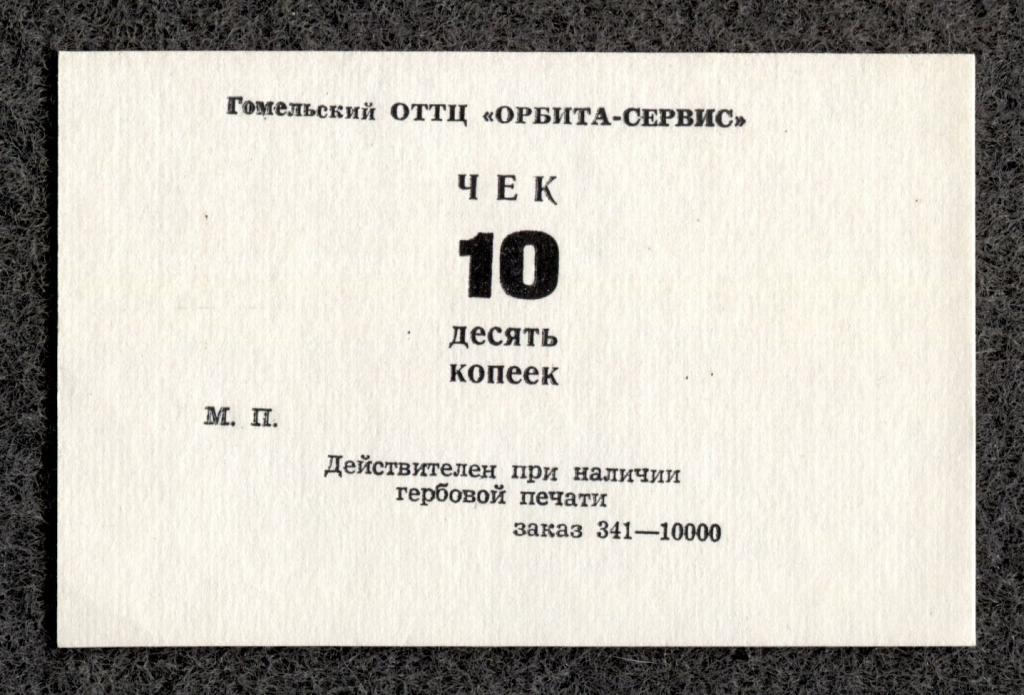 Гомельский ОТТЦ «ОРБИТА-СЕРВИС»
ЧЕК
10
десять
копеек
М. П.
Действителен при наличии
гербовой печати
заказ 341—10000